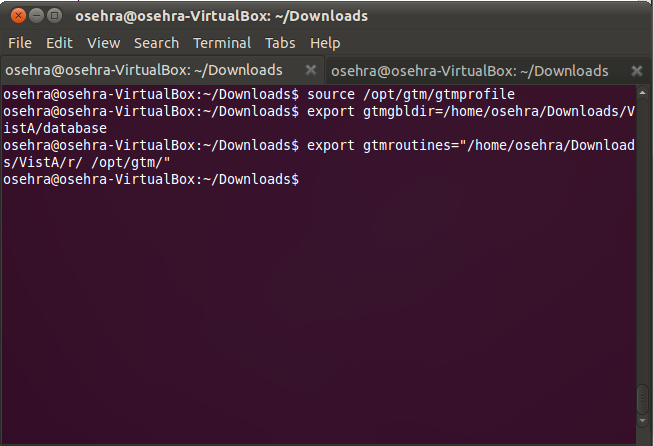 osehra@osehra-VirtualBox: ~/Downloads
File Edit View Search Terminal Tabs Help
osehra@osehra-VirtualBox: ~/Downloads osehra@osehra-VirtualBox: ~/Downloads
osehra@osehra-VirtualBox:~/Downloads$ source /opt/gtm/gtmprofile
osehra@osehra-VirtualBox:~/Downloads$ export gtmgbldir=/home/osehra/Downloads/V
istA/database
osehra@osehra-VirtualBox:~/Downloads$ export gtmroutines="/home/osehra/Download
s/VistA/r/ /opt/gtm/"
osehra@osehra-VirtualBox:~/Downloads$